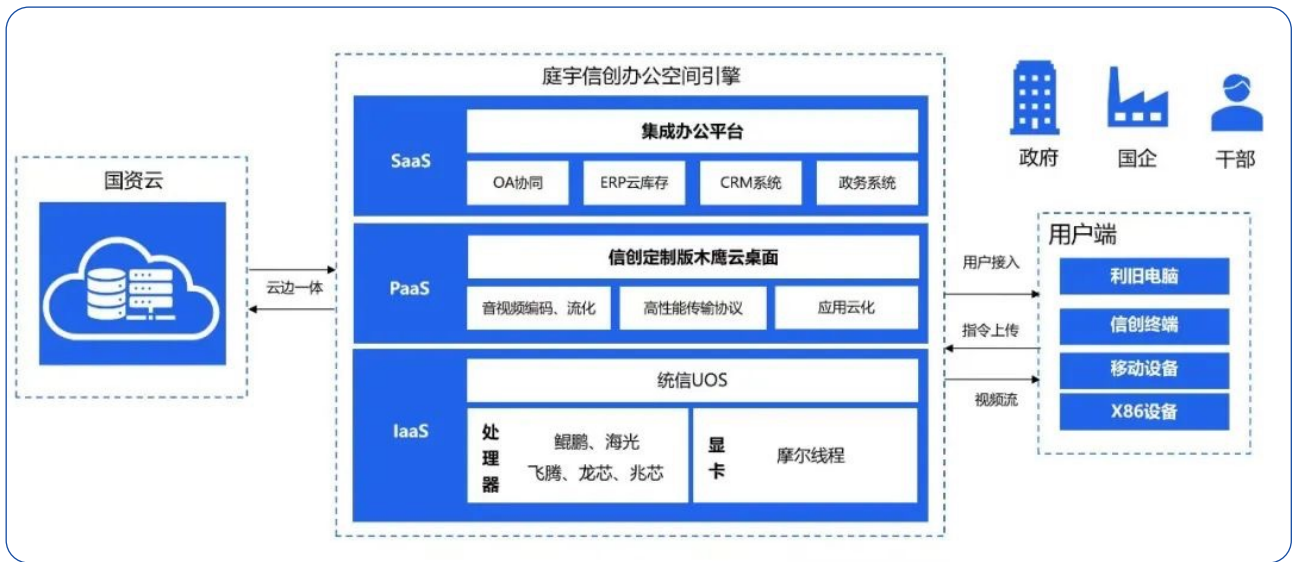 庭宇信创办公空间引擎
国资云
云边一体
SaaS
集成办公平台
OA协同
ERP云库存
CRM系统
政务系统
PaaS
信创定制版木鹰云桌面
音视频编码、流化
高性能传输协议
应用云化
IaaS
统信UOS
处理器
鲲鹏、海光
飞腾、龙芯、兆芯
显卡
摩尔线程
用户接入
指令上传
视频流
政府
国企
干部
用户端
利旧电脑
信创终端
移动设备
X86设备